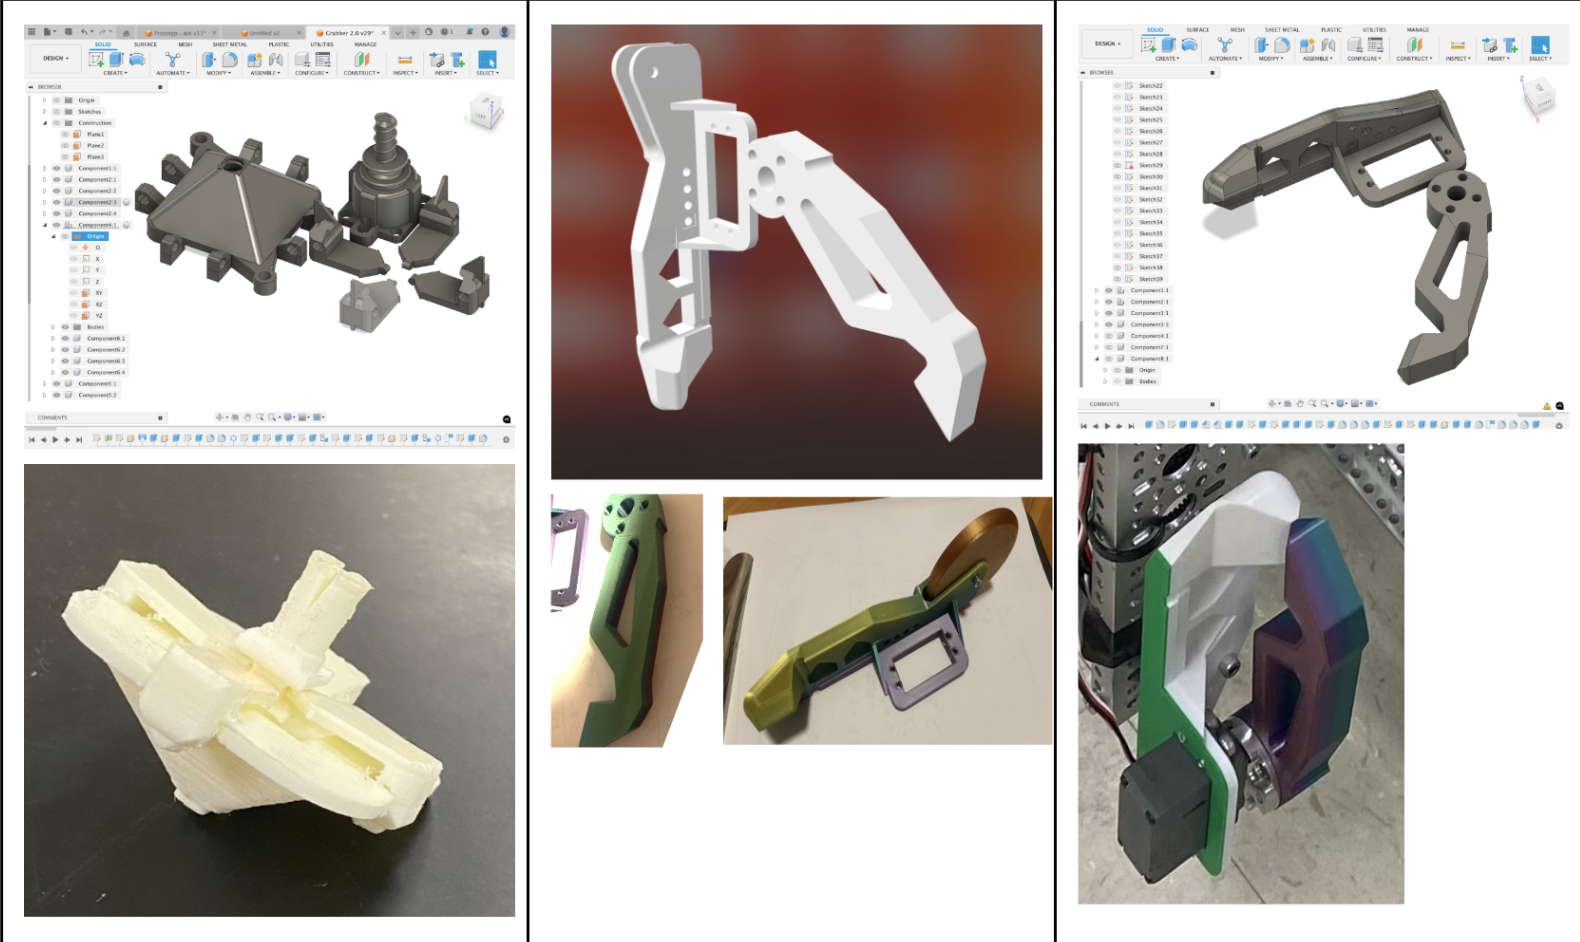 Prototyp...ain v11*
Untitled v2
Grabber 2.0 v29*
DESIGN
SOLID
SURFACE
MESH
SHEET METAL
PLASTIC
UTILITIES
MANAGE
CREATE
AUTOMATE
MODIFY
ASSEMBLE
CONFIGURE
CONSTRUCT
INSPECT
INSERT
SELECT
BROWSER
Origin
Sketches
Construction
Plane1
Plane2
Plane3
Component1:1
Component2:1
Component2:2
Component2:3
Component2:4
Component4:1
Origin
O
X
Y
Z
XY
XZ
YZ
Bodies
Component6:1
Component6:2
Component6:3
Component6:4
Component5:1
Component5:2
COMMENTS
DESIGN
SOLID
SURFACE
MESH
SHEET METAL
PLASTIC
UTILITIES
MANAGE
CREATE
AUTOMATE
MODIFY
ASSEMBLE
CONFIGURE
CONSTRUCT
INSPECT
INSERT
SELECT
BROWSER
Sketch22
Sketch23
Sketch24
Sketch25
Sketch26
Sketch27
Sketch28
Sketch29
Sketch30
Sketch31
Sketch32
Sketch33
Sketch34
Sketch35
Sketch36
Sketch37
Sketch38
Sketch39
Component1:1
Component2:1
Component3:1
Component3:3
Component4:1
Component7:1
Component8:1
Origin
Bodies
COMMENTS